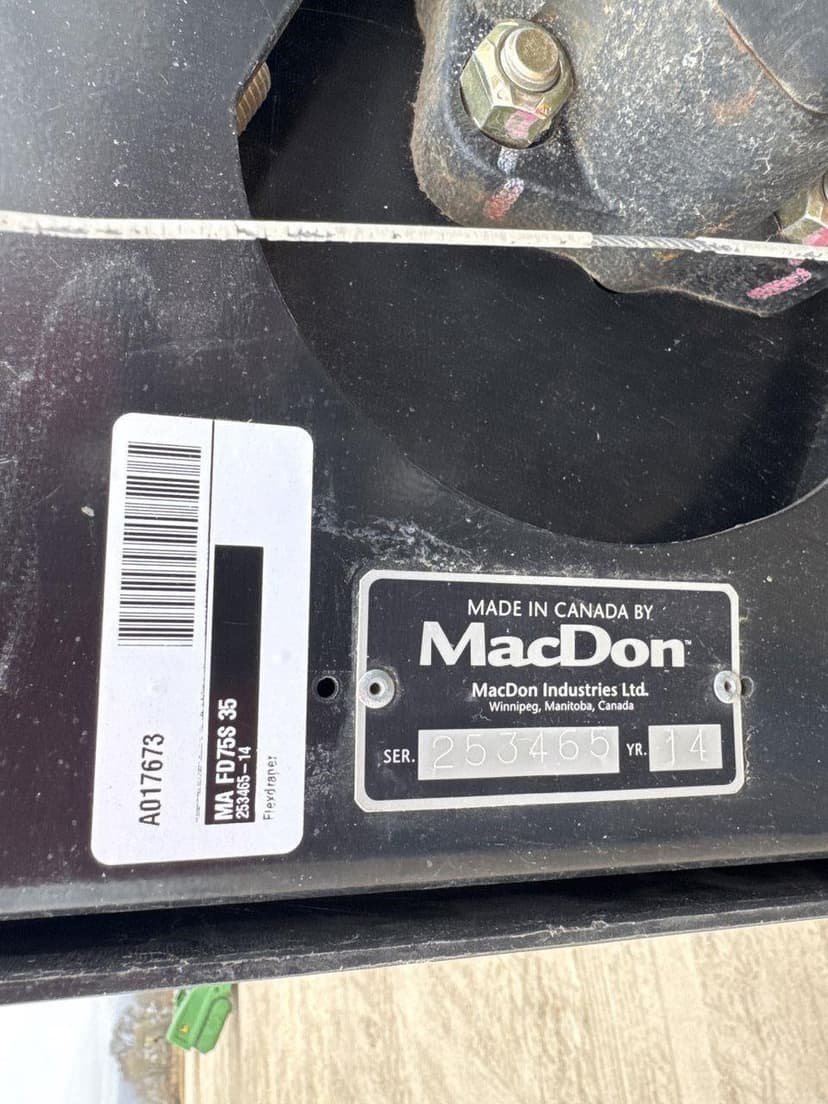 A017673
MA FD75S 35
253465-14
Flexdraper
MADE IN CANADA BY
MacDon™
MacDon Industries Ltd.
Winnipeg, Manitoba, Canada
SER. 253465 YR. 14